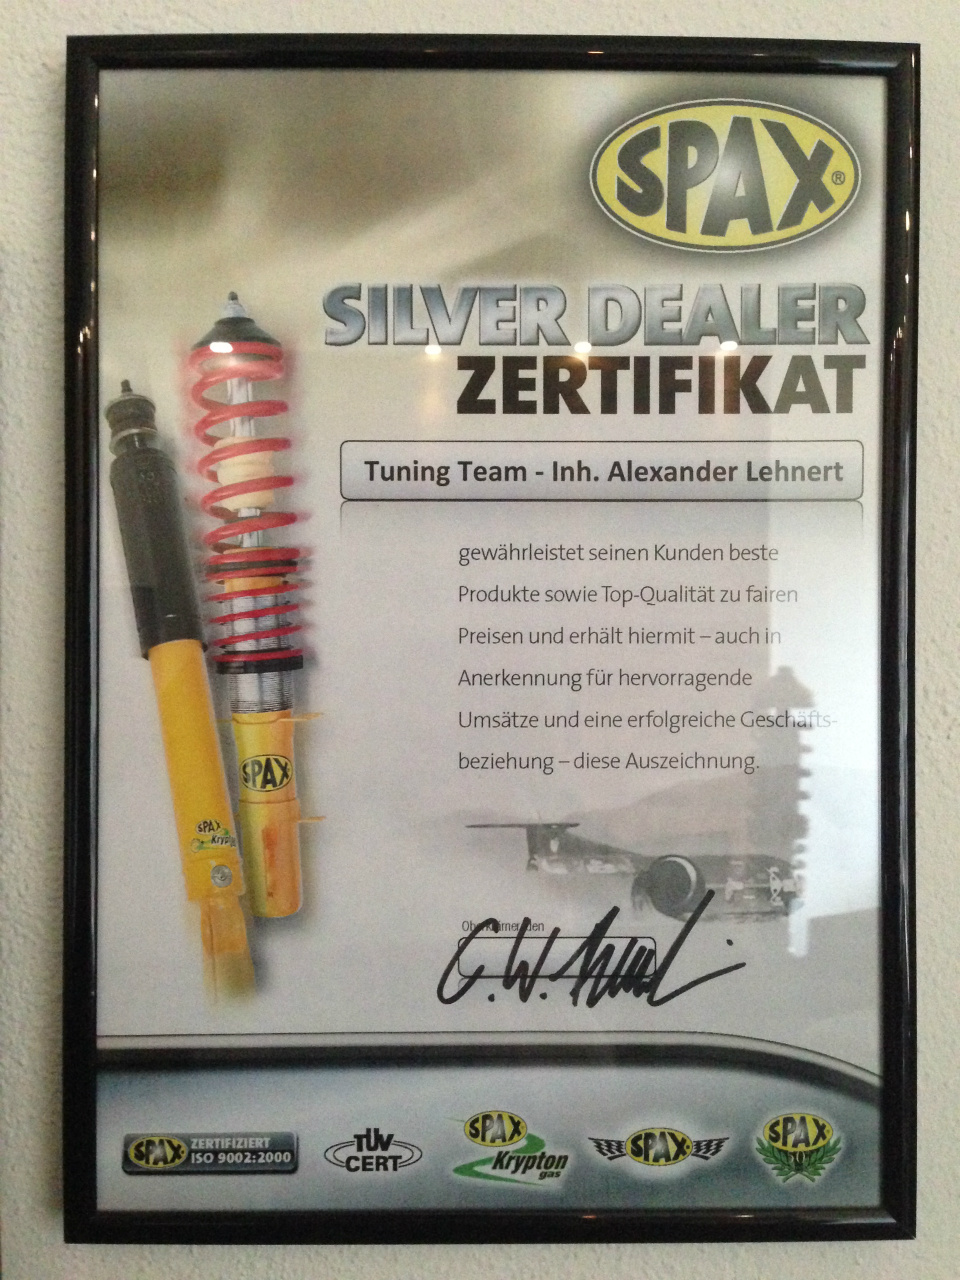 SPAX®
SILVER DEALER
ZERTIFIKAT
Tuning Team - Inh. Alexander Lehnert
gewährleistet seinen Kunden beste
Produkte sowie Top-Qualität zu fairen
Preisen und erhält hiermit – auch in
Anerkennung für hervorragende
Umsätze und eine erfolgreiche Geschäfts-
beziehung – diese Auszeichnung.
SPAX
SPAX
Krypton
den
C.W.
SPAX ZERTIFIZIERT
ISO 9002:2000
TÜV
CERT
SPAX
Krypton
gas
SPAX
SPAX